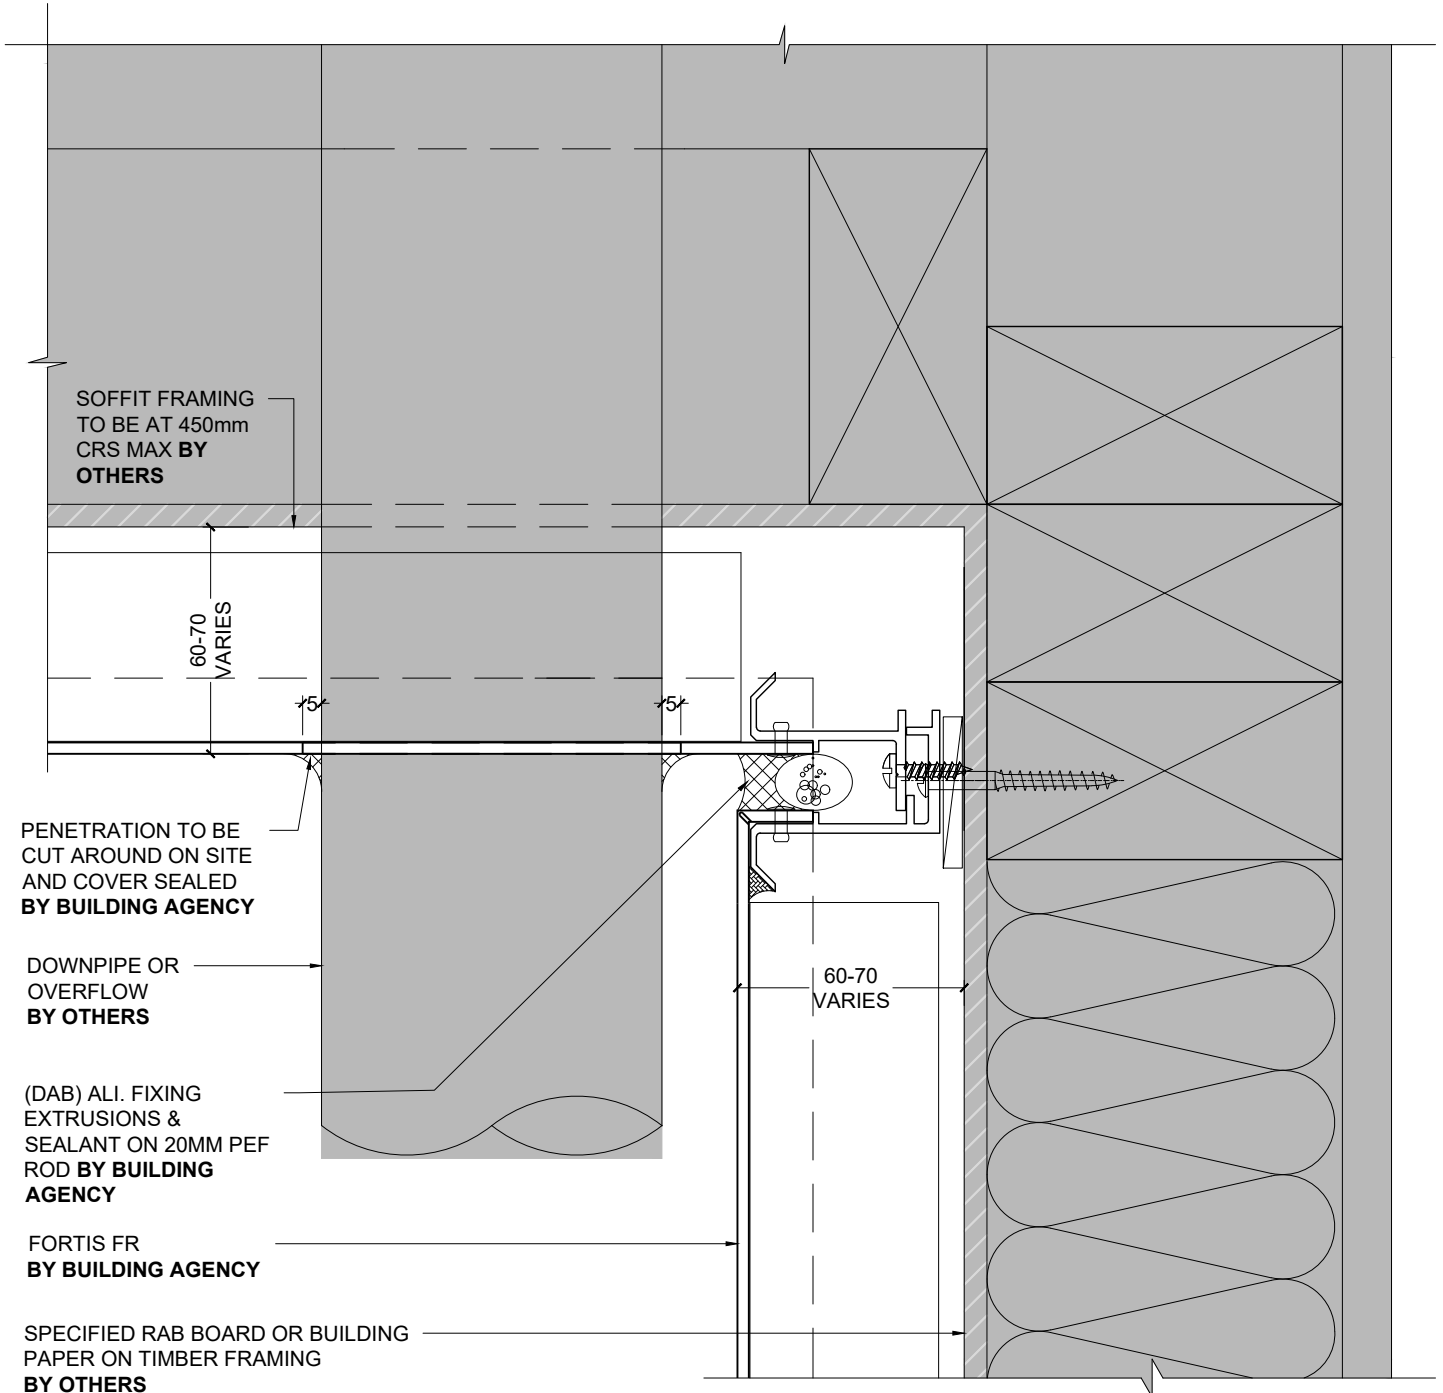 SOFFIT FRAMING
TO BE AT 450mm
CRS MAX BY
OTHERS
60-70
VARIES
5
5
PENETRATION TO BE
CUT AROUND ON SITE
AND COVER SEALED
BY BUILDING AGENCY
DOWNPIPE OR
OVERFLOW
BY OTHERS
60-70
VARIES
(DAB) ALI. FIXING
EXTRUSIONS &
SEALANT ON 20MM PEF
ROD BY BUILDING
AGENCY
FORTIS FR
BY BUILDING AGENCY
SPECIFIED RAB BOARD OR BUILDING
PAPER ON TIMBER FRAMING
BY OTHERS